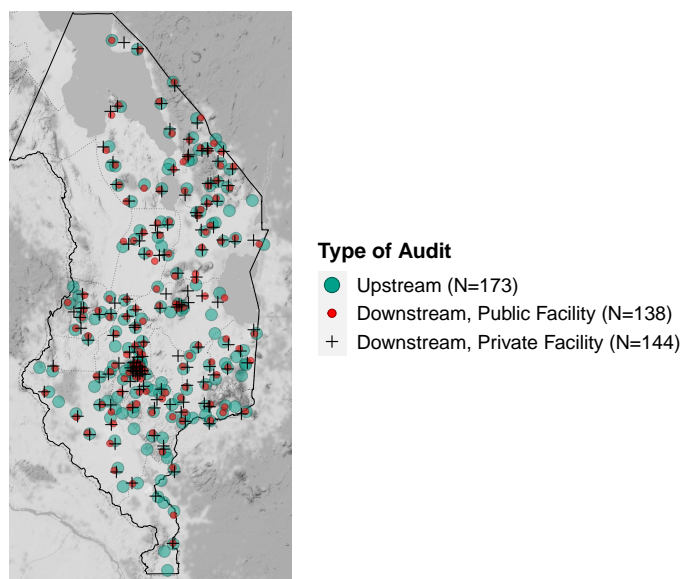 Type of Audit
Upstream (N=173)
Downstream, Public Facility (N=138)
Downstream, Private Facility (N=144)